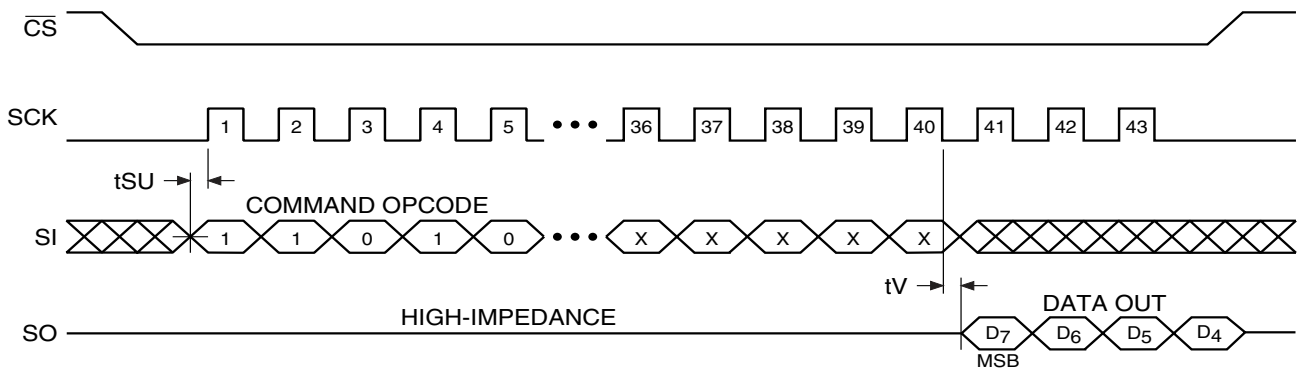 CS
SCK 1 2 3 4 5 ••• 36 37 38 39 40 41 42 43
tSU
COMMAND OPCODE
SI 1 1 0 1 0 ••• X X X X X
tV
HIGH-IMPEDANCE
DATA OUT
SO D7 D6 D5 D4
MSB